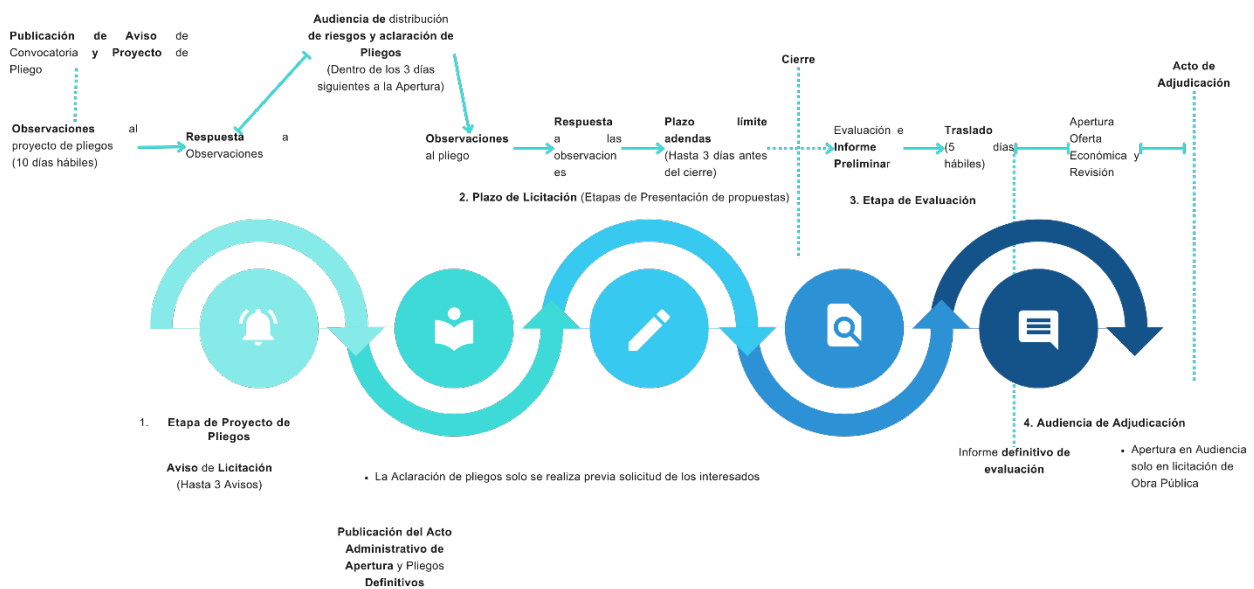 Publicación de Aviso de
Convocatoria y Proyecto de
Pliego
Observaciones al
proyecto de pliegos
(10 días hábiles)
Respuesta a
Observaciones
Audiencia de distribución
de riesgos y aclaración de
Pliegos
(Dentro de los 3 días
siguientes a la Apertura)
Observaciones
al pliego
Respuesta
a las
observacion
es
Plazo límite
adendas
(Hasta 3 días antes
del cierre)
Cierre
Evaluación e
Informe
Preliminar
Traslado
(5 días
hábiles)
Apertura
Oferta
Económica y
Revisión
Acto de
Adjudicación
2. Plazo de Licitación (Etapas de Presentación de propuestas)
3. Etapa de Evaluación
1. Etapa de Proyecto de
Pliegos
Aviso de Licitación
(Hasta 3 Avisos)
• La Aclaración de pliegos solo se realiza previa solicitud de los interesados
Publicación del Acto
Administrativo de
Apertura y Pliegos
Definitivos
4. Audiencia de Adjudicación
Informe definitivo de
evaluación
• Apertura en Audiencia
solo en licitación de
Obra Pública